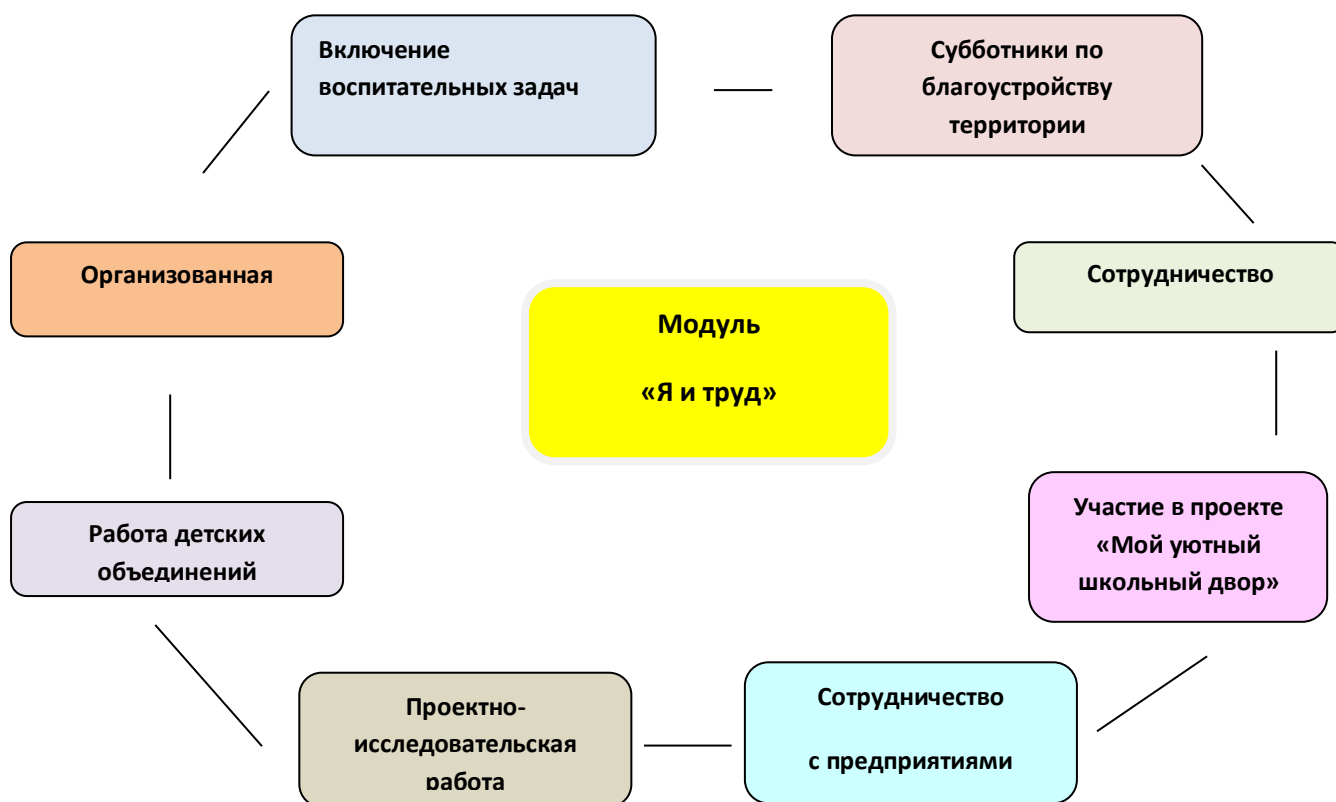 Включение
воспитательных задач
Субботники по
благоустройству
территории
Организованная
Сотрудничество
Модуль
«Я и труд»
Работа детских
объединений
Участие в проекте
«Мой уютный
школьный двор»
Проектно-
исследовательская
работа
Сотрудничество
с предприятиями